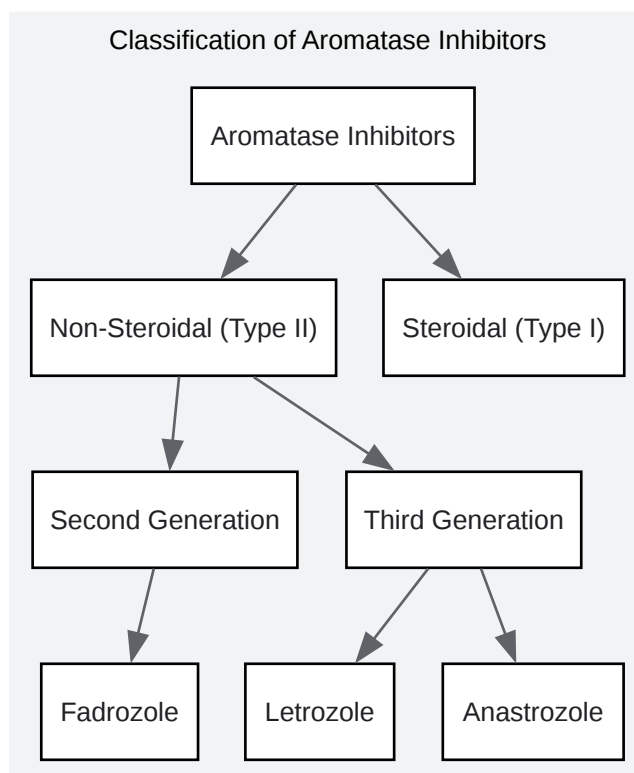 Classification of Aromatase Inhibitors
Aromatase Inhibitors
Non-Steroidal (Type II)
Steroidal (Type I)
Second Generation
Third Generation
Fadrozole
Letrozole
Anastrozole